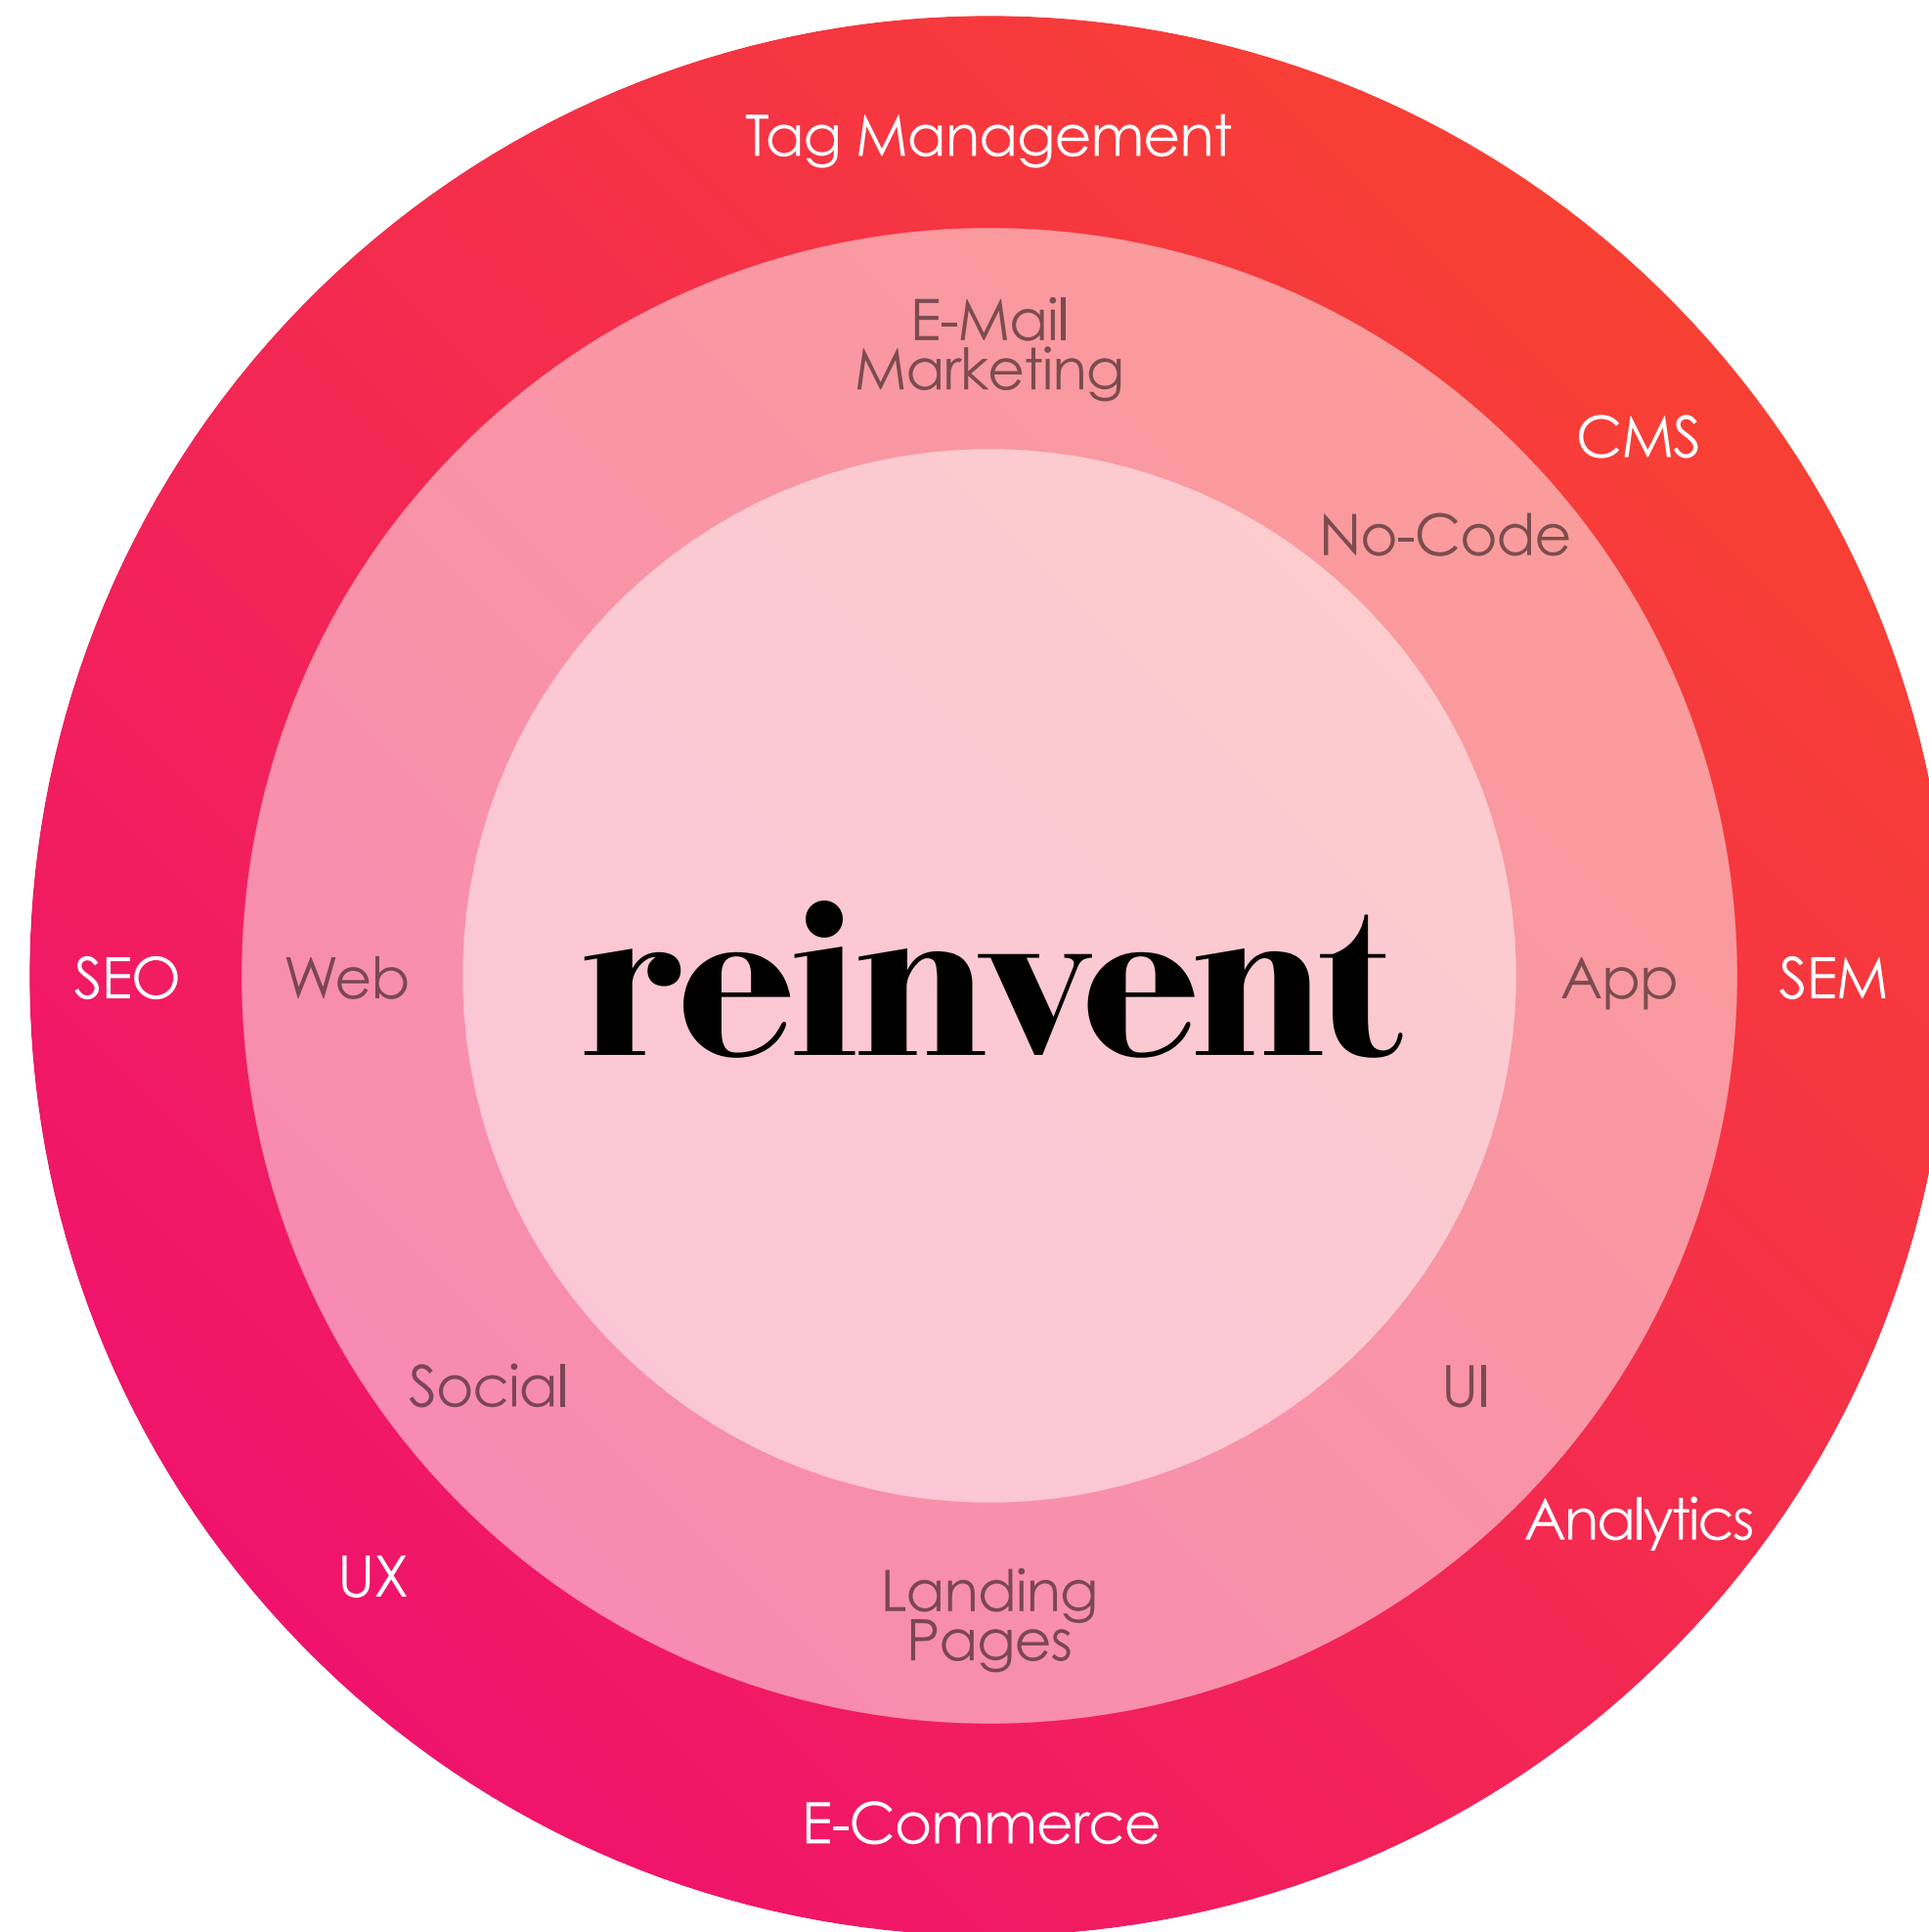 Tag Management
E-Mail
Marketing
CMS
No-Code
reinvent
SEO
Web
App
SEM
Social
UI
Analytics
UX
Landing
Pages
E-Commerce